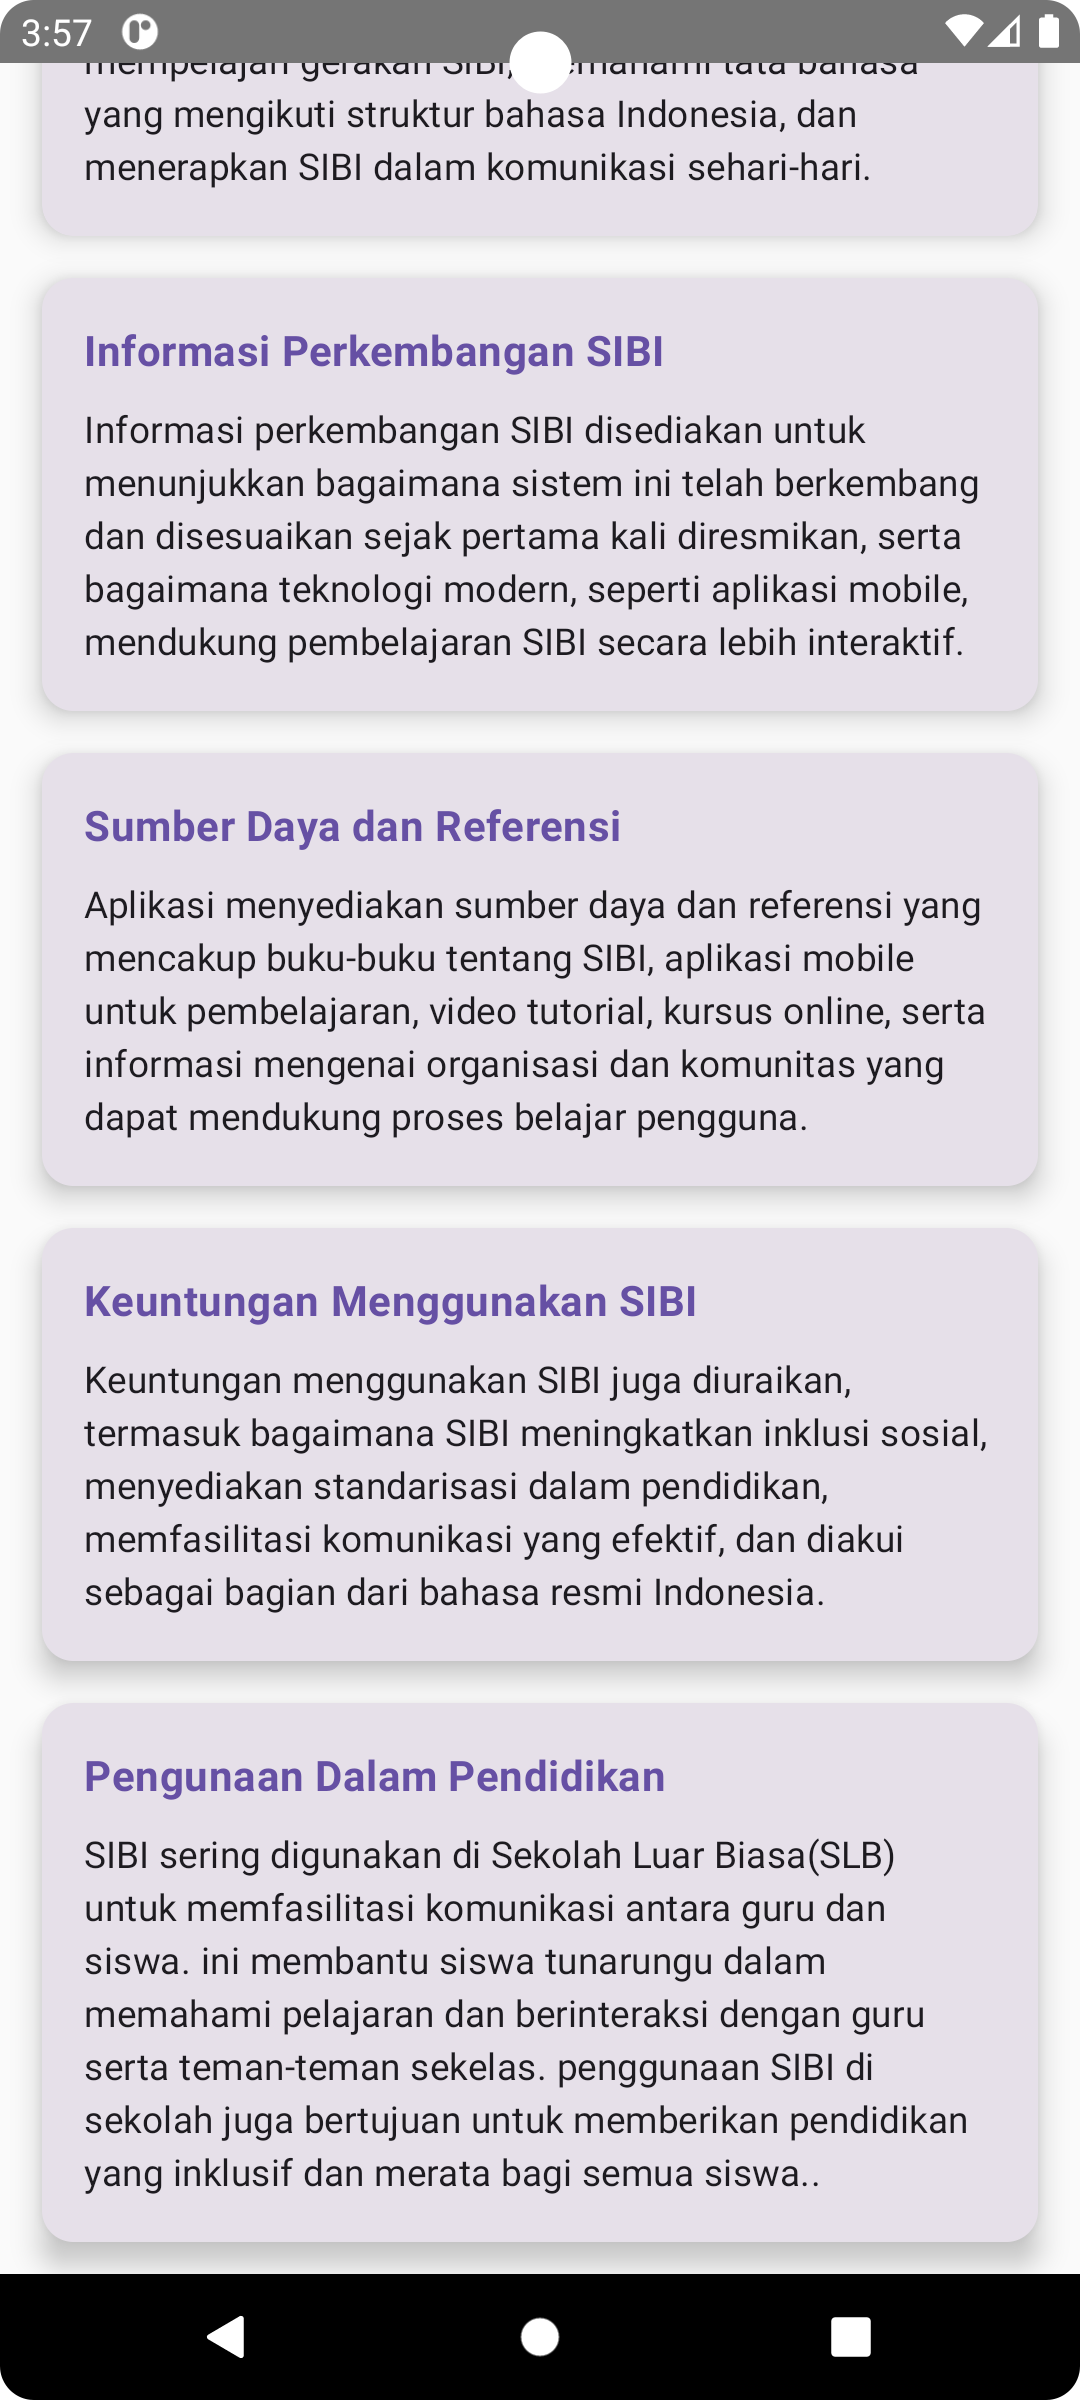 3:57
mempelajari gerakan SIBI, memahami tata bahasa
yang mengikuti struktur bahasa Indonesia, dan
menerapkan SIBI dalam komunikasi sehari-hari.
Informasi Perkembangan SIBI
Informasi perkembangan SIBI disediakan untuk
menunjukkan bagaimana sistem ini telah berkembang
dan disesuaikan sejak pertama kali diresmikan, serta
bagaimana teknologi modern, seperti aplikasi mobile,
mendukung pembelajaran SIBI secara lebih interaktif.
Sumber Daya dan Referensi
Aplikasi menyediakan sumber daya dan referensi yang
mencakup buku-buku tentang SIBI, aplikasi mobile
untuk pembelajaran, video tutorial, kursus online, serta
informasi mengenai organisasi dan komunitas yang
dapat mendukung proses belajar pengguna.
Keuntungan Menggunakan SIBI
Keuntungan menggunakan SIBI juga diuraikan,
termasuk bagaimana SIBI meningkatkan inklusi sosial,
menyediakan standarisasi dalam pendidikan,
memfasilitasi komunikasi yang efektif, dan diakui
sebagai bagian dari bahasa resmi Indonesia.
Pengunaan Dalam Pendidikan
SIBI sering digunakan di Sekolah Luar Biasa(SLB)
untuk memfasilitasi komunikasi antara guru dan
siswa. ini membantu siswa tunarungu dalam
memahami pelajaran dan berinteraksi dengan guru
serta teman-teman sekelas. penggunaan SIBI di
sekolah juga bertujuan untuk memberikan pendidikan
yang inklusif dan merata bagi semua siswa..